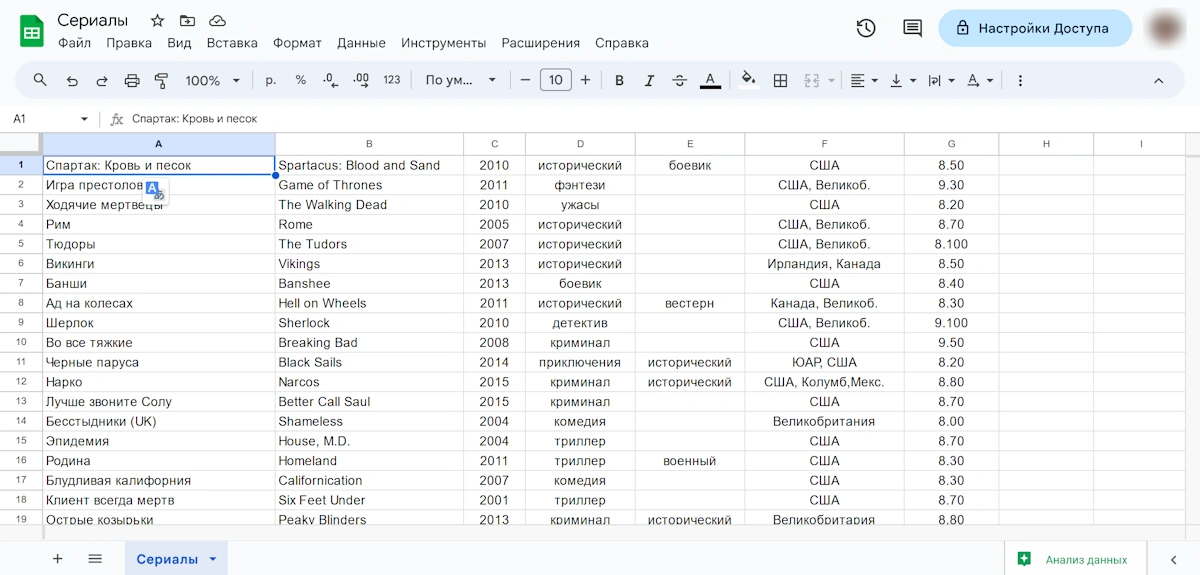 Сериалы
Файл Правка Вид Вставка Формат Данные Инструменты Расширения Справка
Настройки Доступа
100% р. % .0 .00 123 По ум... 10 B I A
A1 fx Спартак: Кровь и песок
A B C D E F G H I
1 Спартак: Кровь и песок Spartacus: Blood and Sand 2010 исторический боевик США 8.50
2 Игра престолов Game of Thrones 2011 фэнтези США, Великоб. 9.30
3 Ходячие мертвецы The Walking Dead 2010 ужасы США 8.20
4 Рим Rome 2005 исторический США, Великоб. 8.70
5 Тюдоры The Tudors 2007 исторический США, Великоб. 8.100
6 Викинги Vikings 2013 исторический Ирландия, Канада 8.50
7 Банши Banshee 2013 боевик США 8.40
8 Ад на колесах Hell on Wheels 2011 исторический вестерн Канада, Великоб. 8.30
9 Шерлок Sherlock 2010 детектив США, Великоб. 9.100
10 Во все тяжкие Breaking Bad 2008 криминал США 9.50
11 Черные паруса Black Sails 2014 приключения исторический ЮАР, США 8.20
12 Нарко Narcos 2015 криминал исторический США, Колумб,Мекс. 8.80
13 Лучше звоните Солу Better Call Saul 2015 криминал США 8.70
14 Бесстыдники (UK) Shameless 2004 комедия Великобритания 8.00
15 Эпидемия House, M.D. 2004 триллер США 8.70
16 Родина Homeland 2011 триллер военный США 8.30
17 Блудливая калифорния Californication 2007 комедия США 8.30
18 Клиент всегда мертв Six Feet Under 2001 триллер США 8.70
19 Острые козырьки Peaky Blinders 2013 криминал исторический Великобритария 8.80
Сериалы
Анализ данных